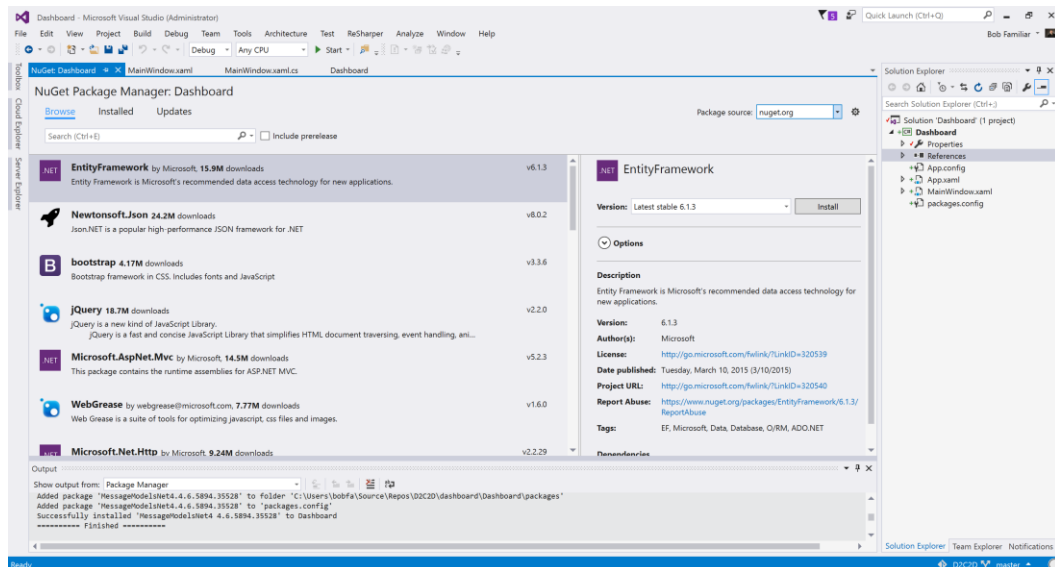 Dashboard - Microsoft Visual Studio (Administrator)
5
Quick Launch (Ctrl+Q)
File Edit View Project Build Debug Team Tools Architecture Test ReSharper Analyze Window Help
Bob Familiar
Debug Any CPU Start
Toolbox
Cloud Explorer
Server Explorer
NuGet: Dashboard MainWindow.xaml MainWindow.xaml.cs Dashboard
NuGet Package Manager: Dashboard
Browse Installed Updates
Package source: nuget.org
Search (Ctrl+E)
Include prerelease
.NET
EntityFramework by Microsoft, 15.9M downloads
v6.1.3
Entity Framework is Microsoft's recommended data access technology for new applications.
Newtonsoft.Json 24.2M downloads
v8.0.2
Json.NET is a popular high-performance JSON framework for .NET
B
bootstrap 4.17M downloads
v3.3.6
Bootstrap framework in CSS. Includes fonts and JavaScript
jQuery 18.7M downloads
v2.2.0
jQuery is a new kind of JavaScript Library.
jQuery is a fast and concise JavaScript Library that simplifies HTML document traversing, event handling, ani...
.NET
Microsoft.AspNet.Mvc by Microsoft, 14.5M downloads
v5.2.3
This package contains the runtime assemblies for ASP.NET MVC.
WebGrease by webgrease@microsoft.com, 7.77M downloads
v1.6.0
Web Grease is a suite of tools for optimizing javascript, css files and images.
.NET
Microsoft.Net.Http by Microsoft, 9.24M downloads
v2.2.29
.NET
EntityFramework
Version: Latest stable 6.1.3
Install
Options
Description
Entity Framework is Microsoft's recommended data access technology for
new applications.
Version: 6.1.3
Author(s): Microsoft
License: http://go.microsoft.com/fwlink/?LinkID=320539
Date published: Tuesday, March 10, 2015 (3/10/2015)
Project URL: http://go.microsoft.com/fwlink/?LinkID=320540
Report Abuse: https://www.nuget.org/packages/EntityFramework/6.1.3/
ReportAbuse
Tags: EF, Microsoft, Data, Database, O/RM, ADO.NET
Dependencies
Solution Explorer
Search Solution Explorer (Ctrl+;)
Solution 'Dashboard' (1 project)
C#
Dashboard
Properties
References
App.config
App.xaml
MainWindow.xaml
packages.config
Output
Show output from: Package Manager
Added package 'MessageModelsNet4.4.6.5894.35528' to folder 'C:\Users\bobfa\Source\Repos\D2C2D\dashboard\Dashboard\packages'
Added package 'MessageModelsNet4.4.6.5894.35528' to 'packages.config'
Successfully installed 'MessageModelsNet4 4.6.5894.35528' to Dashboard
========== Finished ==========
Solution Explorer Team Explorer Notifications
Ready
D2C2D master